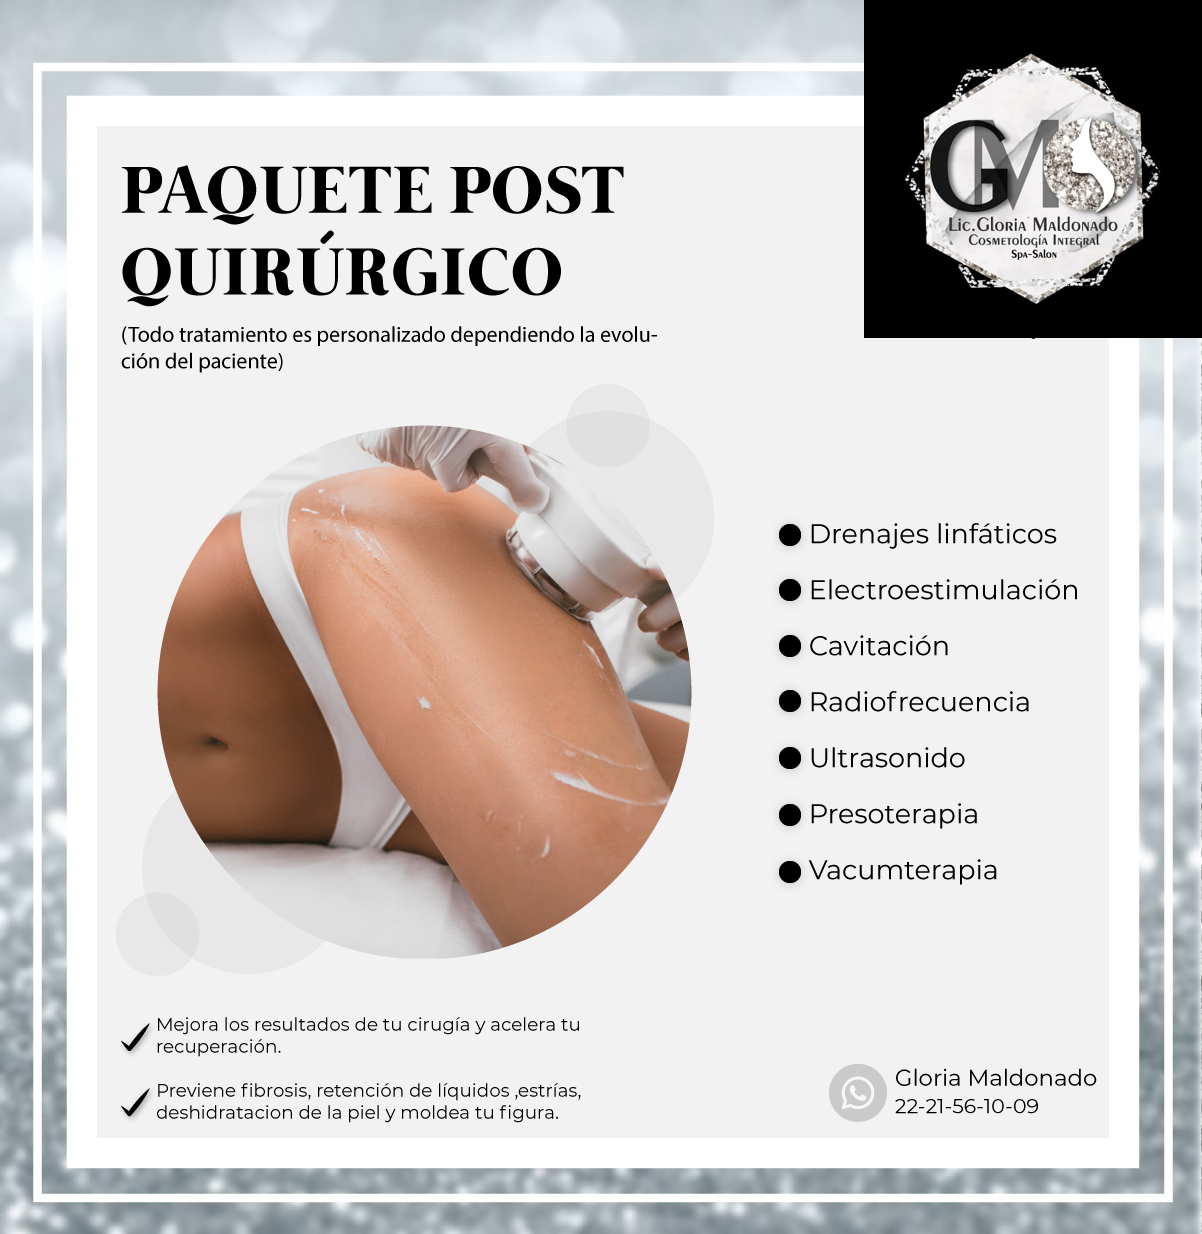 PAQUETE POST
QUIRÚRGICO
(Todo tratamiento es personalizado dependiendo la evolu-
ción del paciente)
GMO
Lic.Gloria Maldonado
Cosmetología Integral
Spa-Salon
Drenajes linfáticos
Electroestimulación
Cavitación
Radiofrecuencia
Ultrasonido
Presoterapia
Vacumterapia
Mejora los resultados de tu cirugía y acelera tu
recuperación.
Previene fibrosis, retención de líquidos ,estrías,
deshidratacion de la piel y moldea tu figura.
Gloria Maldonado
22-21-56-10-09